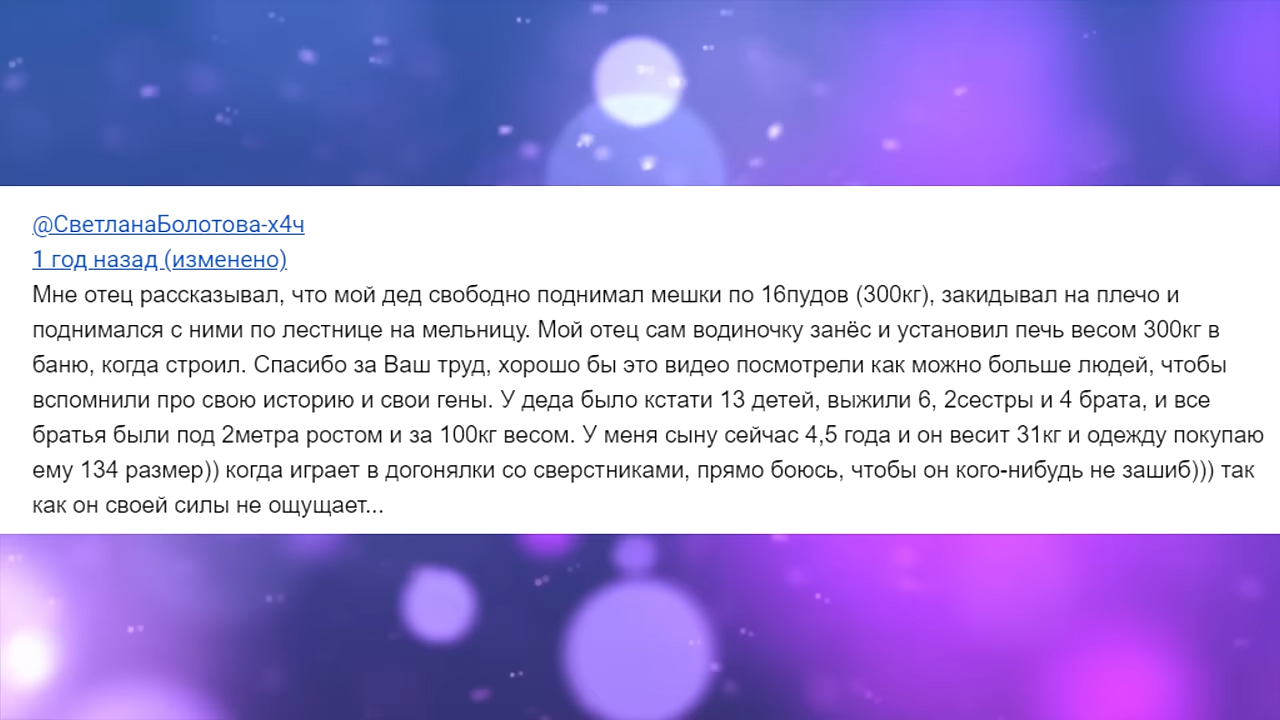 @СветланаБолотова-х4ч
1 год назад (изменено)
Мне отец рассказывал, что мой дед свободно поднимал мешки по 16пудов (300кг), закидывал на плечо и
поднимался с ними по лестнице на мельницу. Мой отец сам водиночку занёс и установил печь весом 300кг в
баню, когда строил. Спасибо за Ваш труд, хорошо бы это видео посмотрели как можно больше людей, чтобы
вспомнили про свою историю и свои гены. У деда было кстати 13 детей, выжили 6, 2сестры и 4 брата, и все
братья были под 2метра ростом и за 100кг весом. У меня сыну сейчас 4,5 года и он весит 31кг и одежду покупаю
ему 134 размер)) когда играет в догонялки со сверстниками, прямо боюсь, чтобы он кого-нибудь не зашиб))) так
как он своей силы не ощущает...